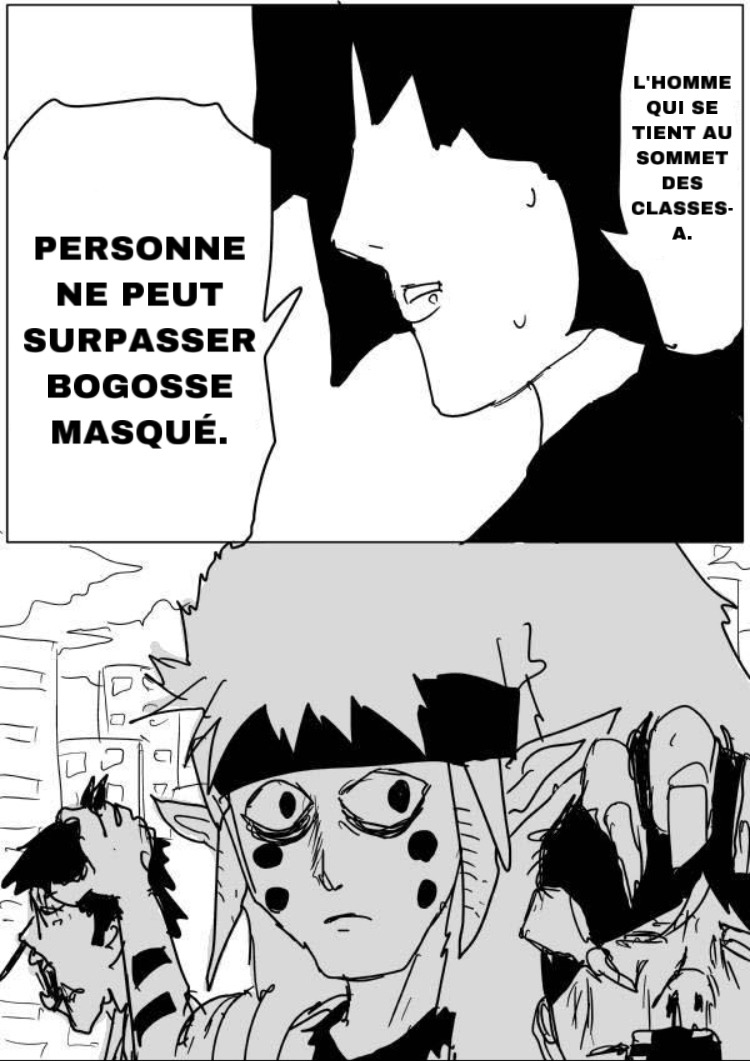 L'HOMME
QUI SE
TIENT AU
SOMMET
DES
CLASSES-
A.
PERSONNE
NE PEUT
SURPASSER
BOGOSSE
MASQUÉ.